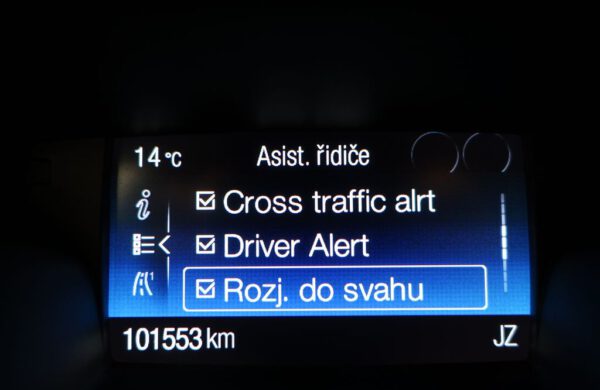 14°C Asist. řidiče
Cross traffic alrt
Driver Alert
Rozj. do svahu
101553 km JZ